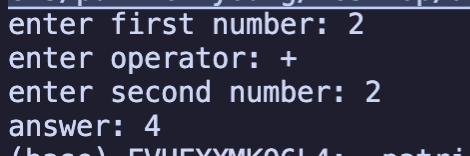 enter first number: 2
enter operator: +
enter second number: 2
answer: 4